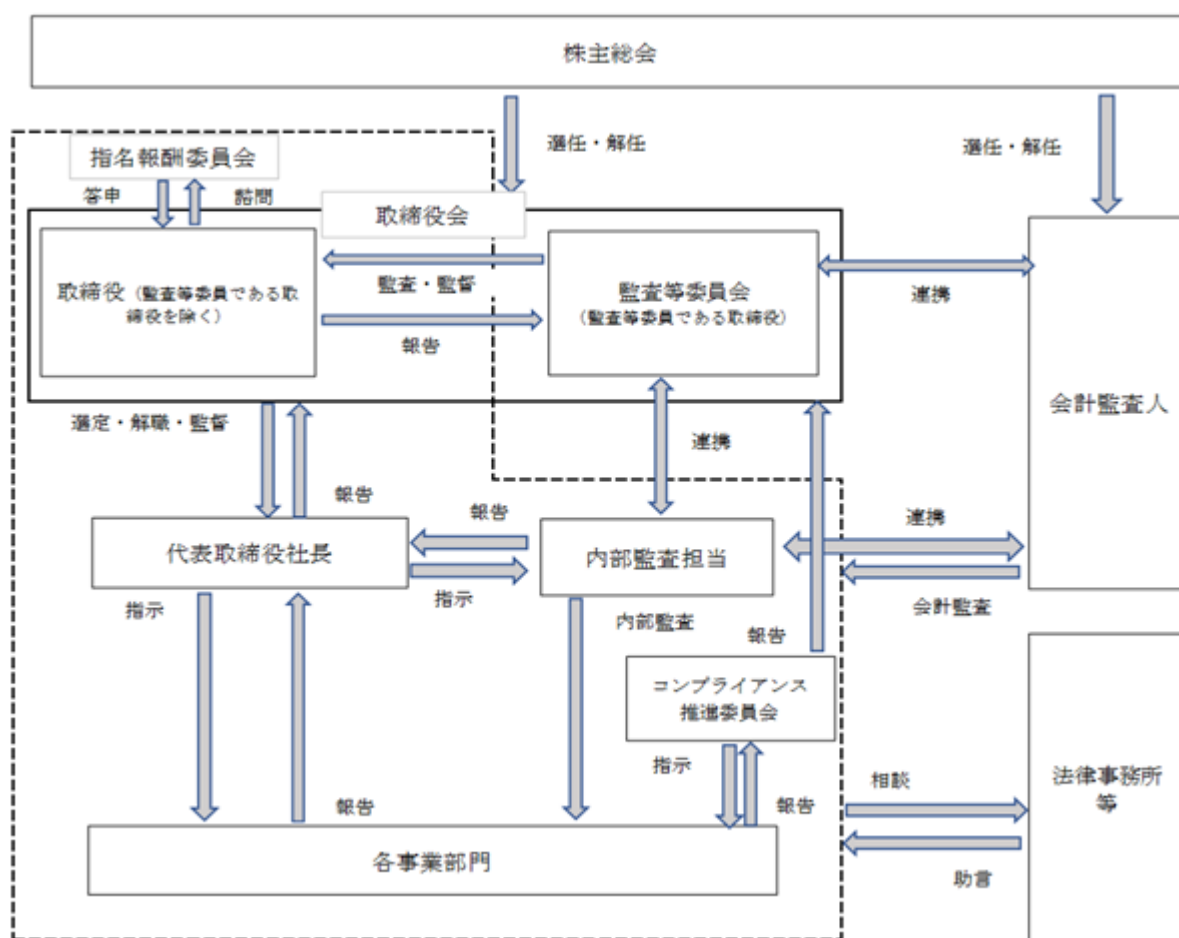 株主総会
選任・解任
選任・解任
指名報酬委員会
答申
諮問
取締役会
取締役（監査等委員である取
締役を除く）
監査・監督
報告
監査等委員会
（監査等委員である取締役）
連携
会計監査人
選定・解職・監督
報告
連携
代表取締役社長
報告
指示
内部監査担当
連携
会計監査
指示
内部監査
報告
コンプライアンス
推進委員会
指示
報告
報告
各事業部門
相談
助言
法律事務所
等